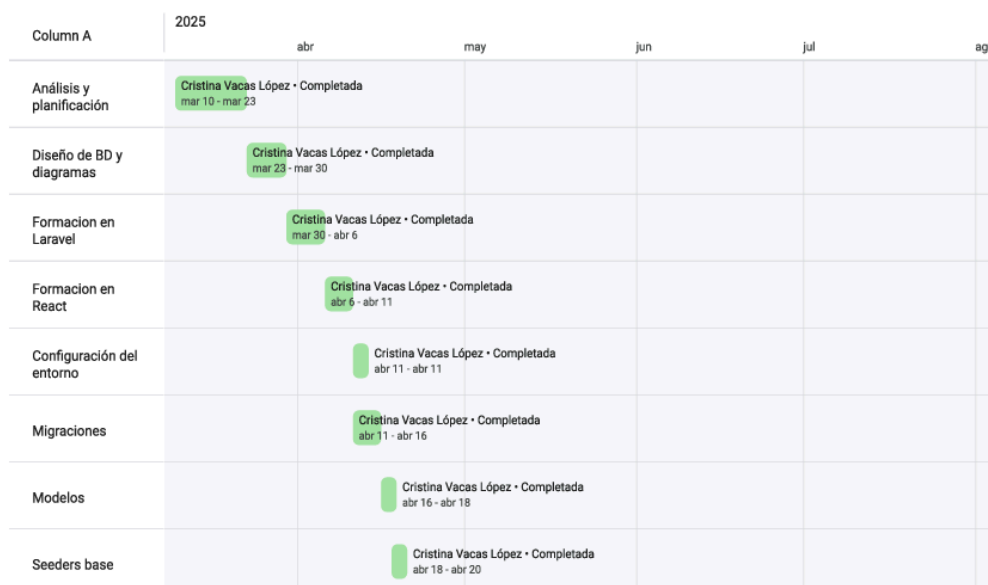 Column A
2025
abr
may
jun
jul
ag
Análisis y
planificación
Cristina Vacas López • Completada
mar 10 - mar 23
Diseño de BD y
diagramas
Cristina Vacas López • Completada
mar 23 - mar 30
Formacion en
Laravel
Cristina Vacas López • Completada
mar 30 - abr 6
Formacion en
React
Cristina Vacas López • Completada
abr 6 - abr 11
Configuración del
entorno
Cristina Vacas López • Completada
abr 11 - abr 11
Migraciones
Cristina Vacas López • Completada
abr 11 - abr 16
Modelos
Cristina Vacas López • Completada
abr 16 - abr 18
Seeders base
Cristina Vacas López • Completada
abr 18 - abr 20